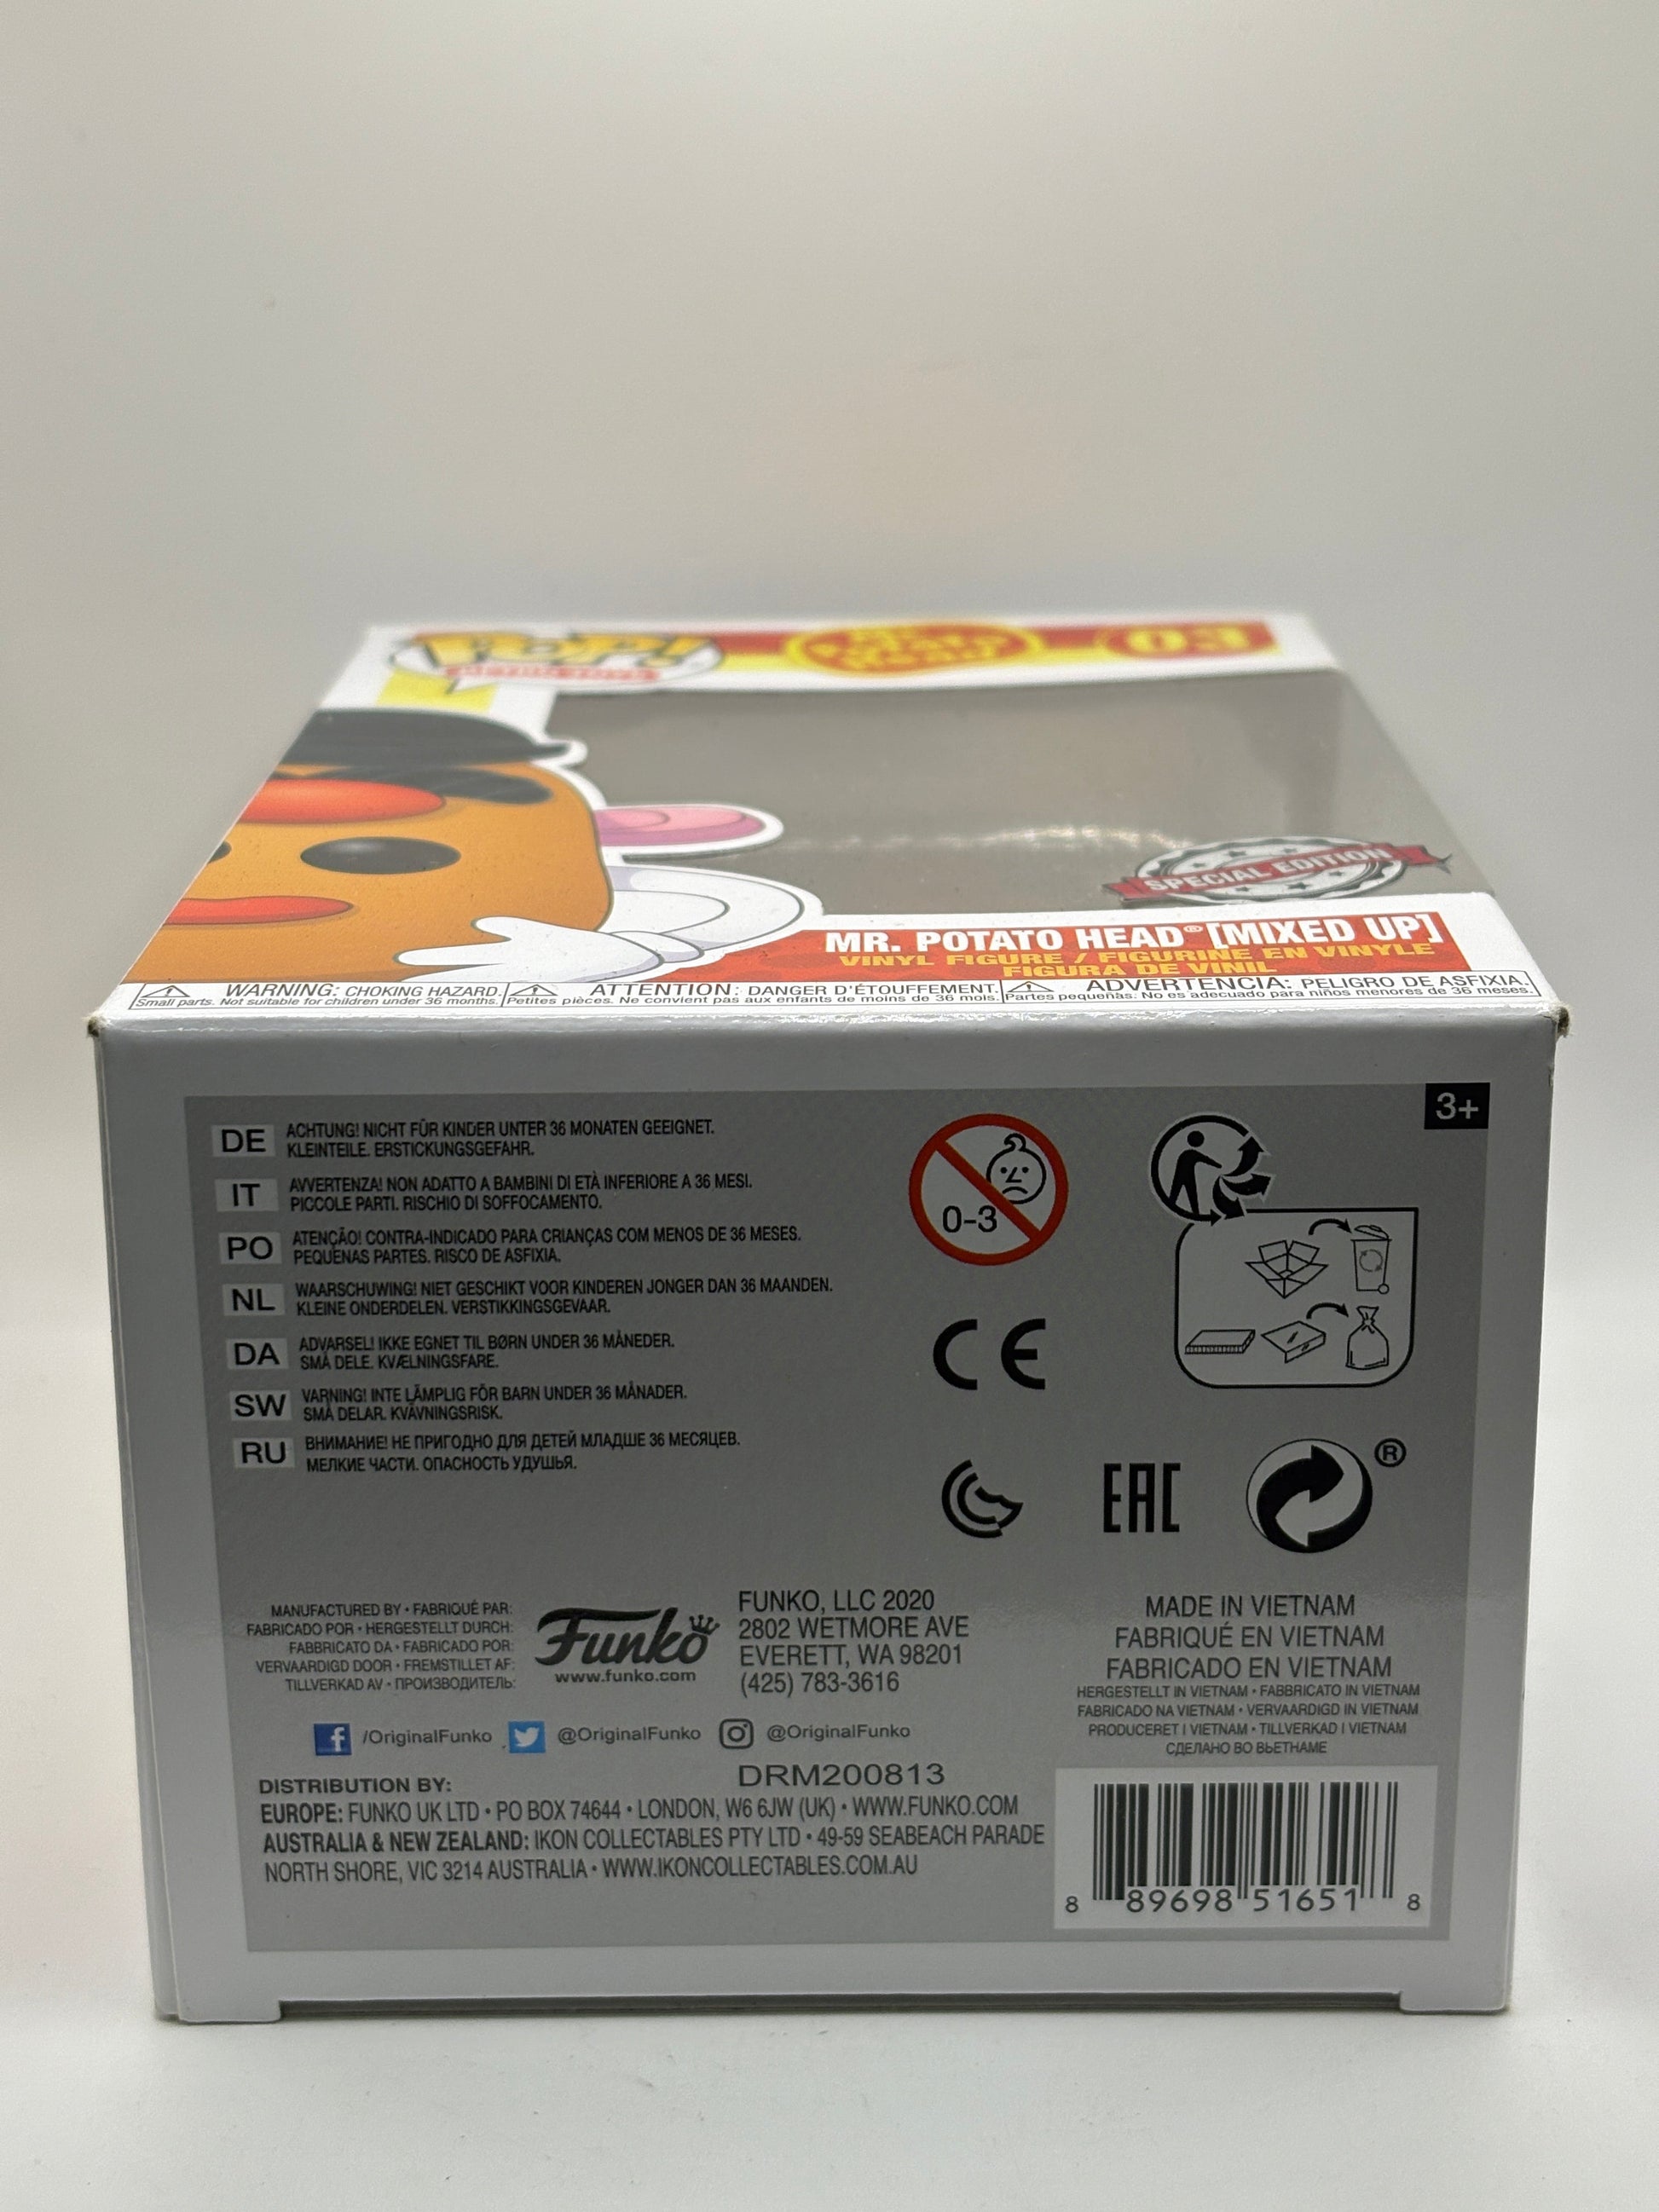 POP!
Mr. Potato Head
03
SPECIAL EDITION
MR. POTATO HEAD® [MIXED UP]
VINYL FIGURE / FIGURINE EN VINYLE
FIGURA DE VINIL
WARNING: CHOKING HAZARD.
Small parts. Not suitable for children under 36 months.
ATTENTION: DANGER D'ÉTOUFFEMENT.
Petites pièces. Ne convient pas aux enfants de moins de 36 mois.
ADVERTENCIA: PELIGRO DE ASFIXIA.
Partes pequeñas. No es adecuado para niños menores de 36 meses.
3+
DE ACHTUNG! NICHT FÜR KINDER UNTER 36 MONATEN GEEIGNET.
KLEINTEILE. ERSTICKUNGSGEFAHR.
IT AVVERTENZA! NON ADATTO A BAMBINI DI ETÀ INFERIORE A 36 MESI.
PICCOLE PARTI. RISCHIO DI SOFFOCAMENTO.
PO ATENÇÃO! CONTRA-INDICADO PARA CRIANÇAS COM MENOS DE 36 MESES.
PEQUENAS PARTES. RISCO DE ASFIXIA.
NL WAARSCHUWING! NIET GESCHIKT VOOR KINDEREN JONGER DAN 36 MAANDEN.
KLEINE ONDERDELEN. VERSTIKKINGSGEVAAR.
DA ADVARSEL! IKKE EGNET TIL BØRN UNDER 36 MÅNEDER.
SMÅ DELE. KVÆLNINGSFARE.
SW VARNING! INTE LÄMPLIG FÖR BARN UNDER 36 MÅNADER.
SMÅ DELAR. KVÄVNINGSRISK.
RU ВНИМАНИЕ! НЕ ПРИГОДНО ДЛЯ ДЕТЕЙ МЛАДШЕ 36 МЕСЯЦЕВ.
МЕЛКИЕ ЧАСТИ. ОПАСНОСТЬ УДУШЬЯ.
0-3
CE
EAC
®
MANUFACTURED BY • FABRIQUÉ PAR:
FABRICADO POR • HERGESTELLT DURCH:
FABBRICATO DA • FABRICADO POR:
VERVAARDIGD DOOR • FREMSTILLET AF:
TILLVERKAD AV • ПРОИЗВОДИТЕЛЬ:
Funko
www.funko.com
FUNKO, LLC 2020
2802 WETMORE AVE
EVERETT, WA 98201
(425) 783-3616
MADE IN VIETNAM
FABRIQUÉ EN VIETNAM
FABRICADO EN VIETNAM
HERGESTELLT IN VIETNAM • FABBRICATO IN VIETNAM
FABRICADO NA VIETNAM • VERVAARDIGD IN VIETNAM
PRODUCERET I VIETNAM • TILLVERKAD I VIETNAM
СДЕЛАНО ВО ВЬЕТНАМЕ
/OriginalFunko @OriginalFunko @OriginalFunko
DRM200813
DISTRIBUTION BY:
EUROPE: FUNKO UK LTD • PO BOX 74644 • LONDON, W6 6JW (UK) • WWW.FUNKO.COM
AUSTRALIA & NEW ZEALAND: IKON COLLECTABLES PTY LTD • 49-59 SEABEACH PARADE
NORTH SHORE, VIC 3214 AUSTRALIA • WWW.IKONCOLLECTABLES.COM.AU
8 89698 51651 8